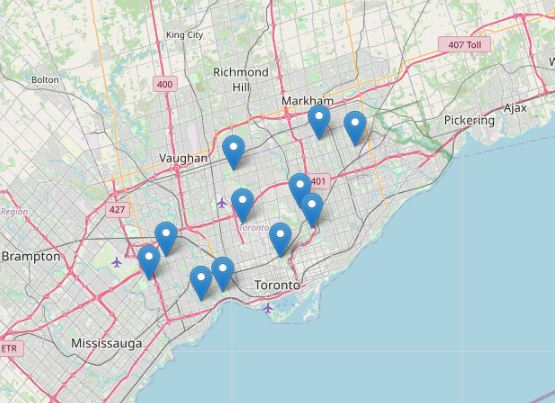 King City
407 Toll
Bolton
400
Richmond
Hill
Markham
Ajax
Pickering
Vaughan
401
427
Region
Toronto
Brampton
Toronto
Mississauga
ETR